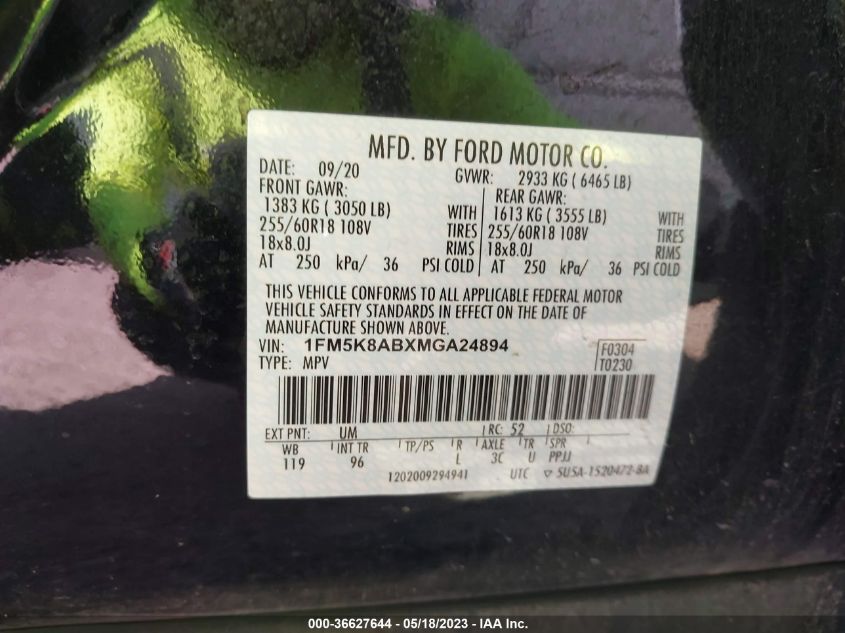 MFD. BY FORD MOTOR CO.
DATE: 09/20 GVWR: 2933 KG ( 6465 LB)
FRONT GAWR: REAR GAWR:
1383 KG ( 3050 LB) WITH 1613 KG ( 3555 LB) WITH
255/60R18 108V TIRES 255/60R18 108V TIRES
18x8.0J RIMS 18x8.0J RIMS
AT 250 kPa/ 36 PSI COLD AT 250 kPa/ 36 PSI COLD
THIS VEHICLE CONFORMS TO ALL APPLICABLE FEDERAL MOTOR
VEHICLE SAFETY STANDARDS IN EFFECT ON THE DATE OF
MANUFACTURE SHOWN ABOVE.
VIN: 1FM5K8ABXMGA24894 F0304
TYPE: MPV T0230
EXT PNT: UM RC: 52 DSO:
WB INT TR TP/PS R AXLE TR SPR
119 96 L 3C U PPJJ
1202009294941 UTC ▽ 5U5A-1520472-BA
000-36627644 - 05/18/2023 - IAA Inc.